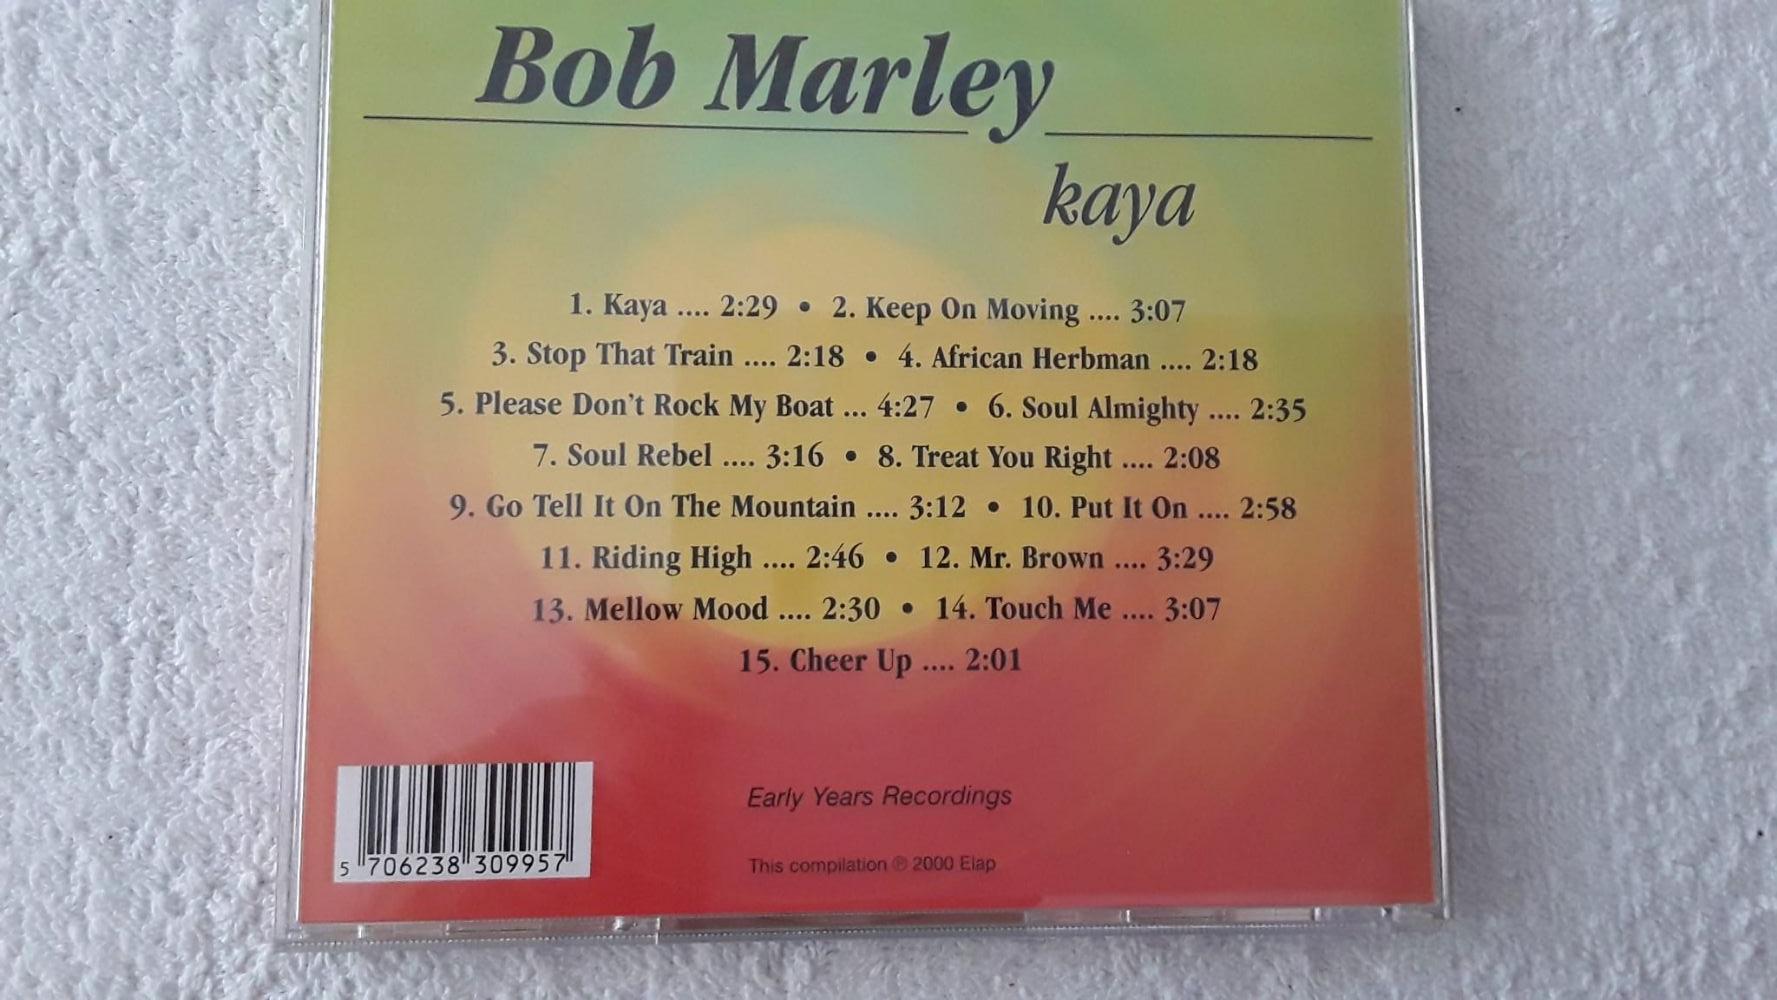 Bob Marley
kaya
1. Kaya .... 2:29 • 2. Keep On Moving .... 3:07
3. Stop That Train .... 2:18 • 4. African Herbman .... 2:18
5. Please Don't Rock My Boat ... 4:27 • 6. Soul Almighty .... 2:35
7. Soul Rebel .... 3:16 • 8. Treat You Right .... 2:08
9. Go Tell It On The Mountain .... 3:12 • 10. Put It On .... 2:58
11. Riding High .... 2:46 • 12. Mr. Brown .... 3:29
13. Mellow Mood .... 2:30 • 14. Touch Me .... 3:07
15. Cheer Up .... 2:01
Early Years Recordings
This compilation ℗ 2000 Elap
5 706238 309957